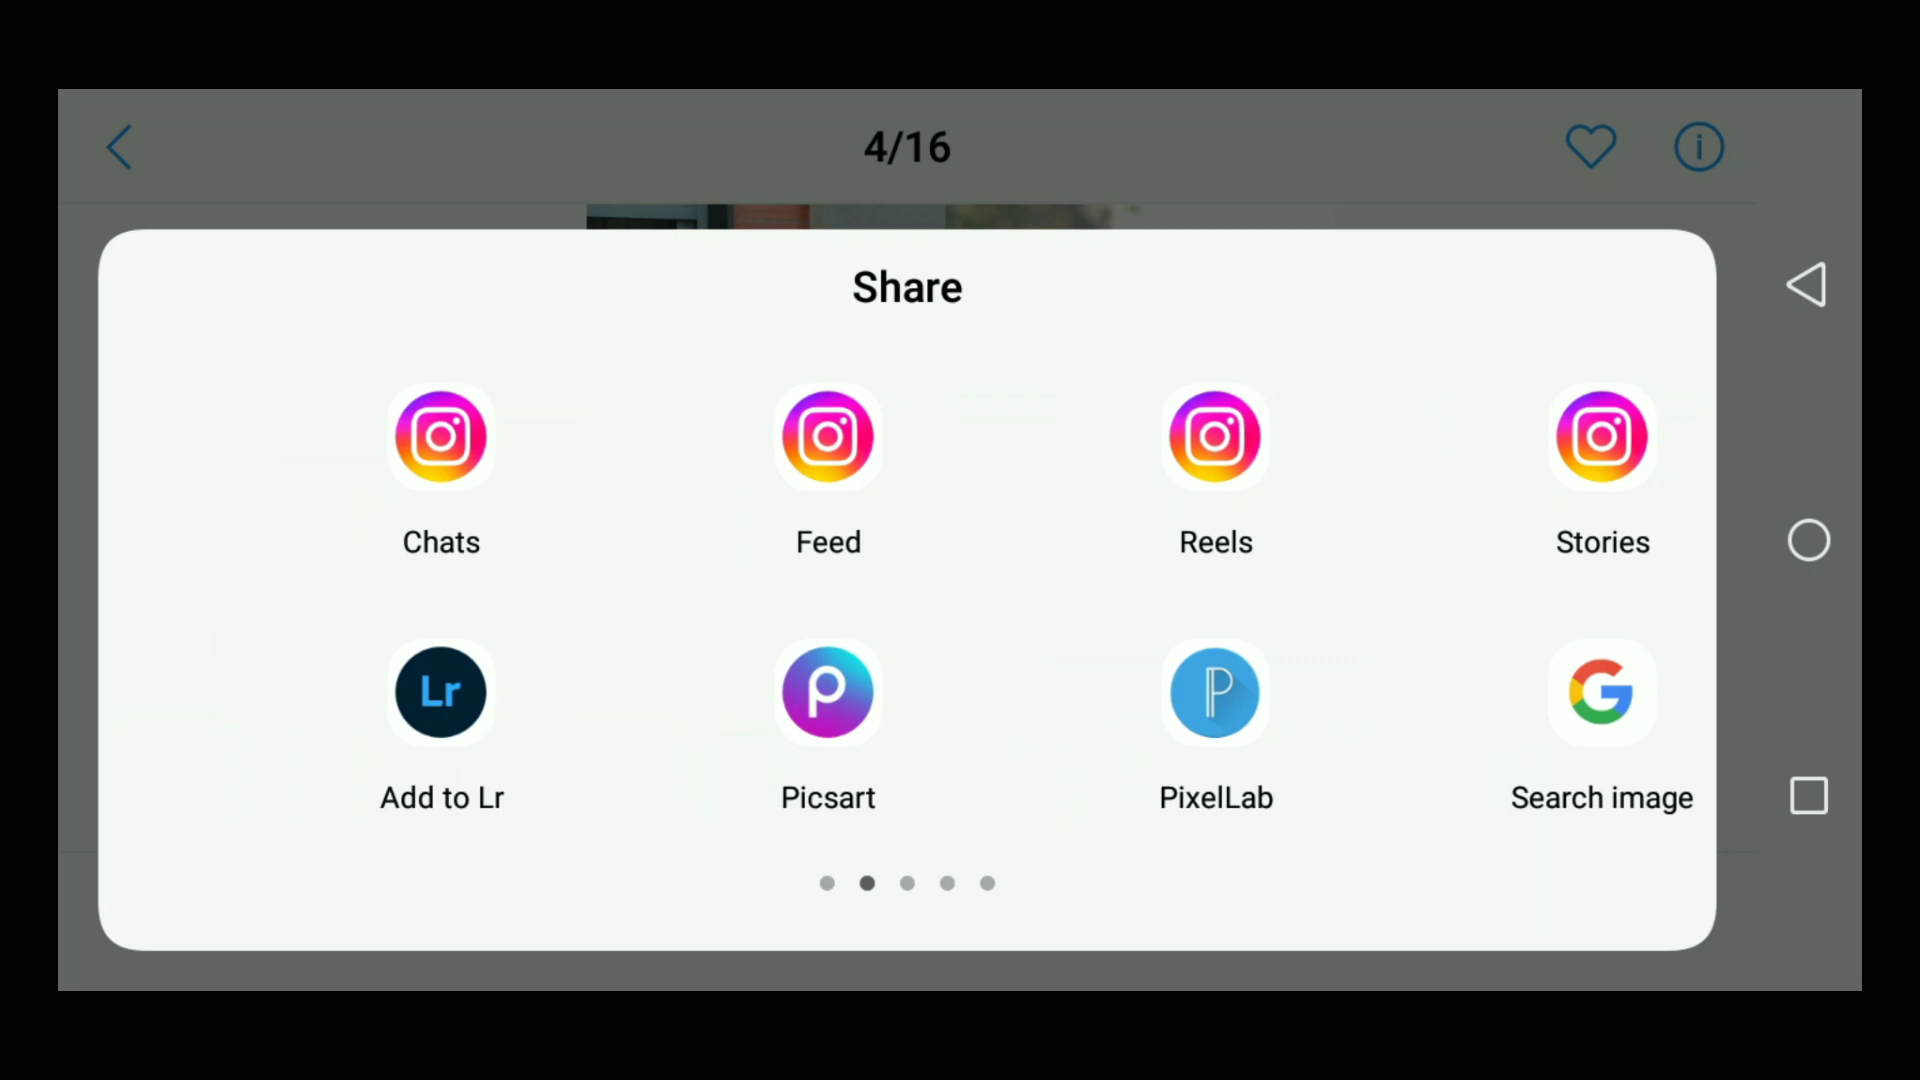 4/16
Share
Chats
Feed
Reels
Stories
Lr
Add to Lr
Picsart
PixelLab
Search image